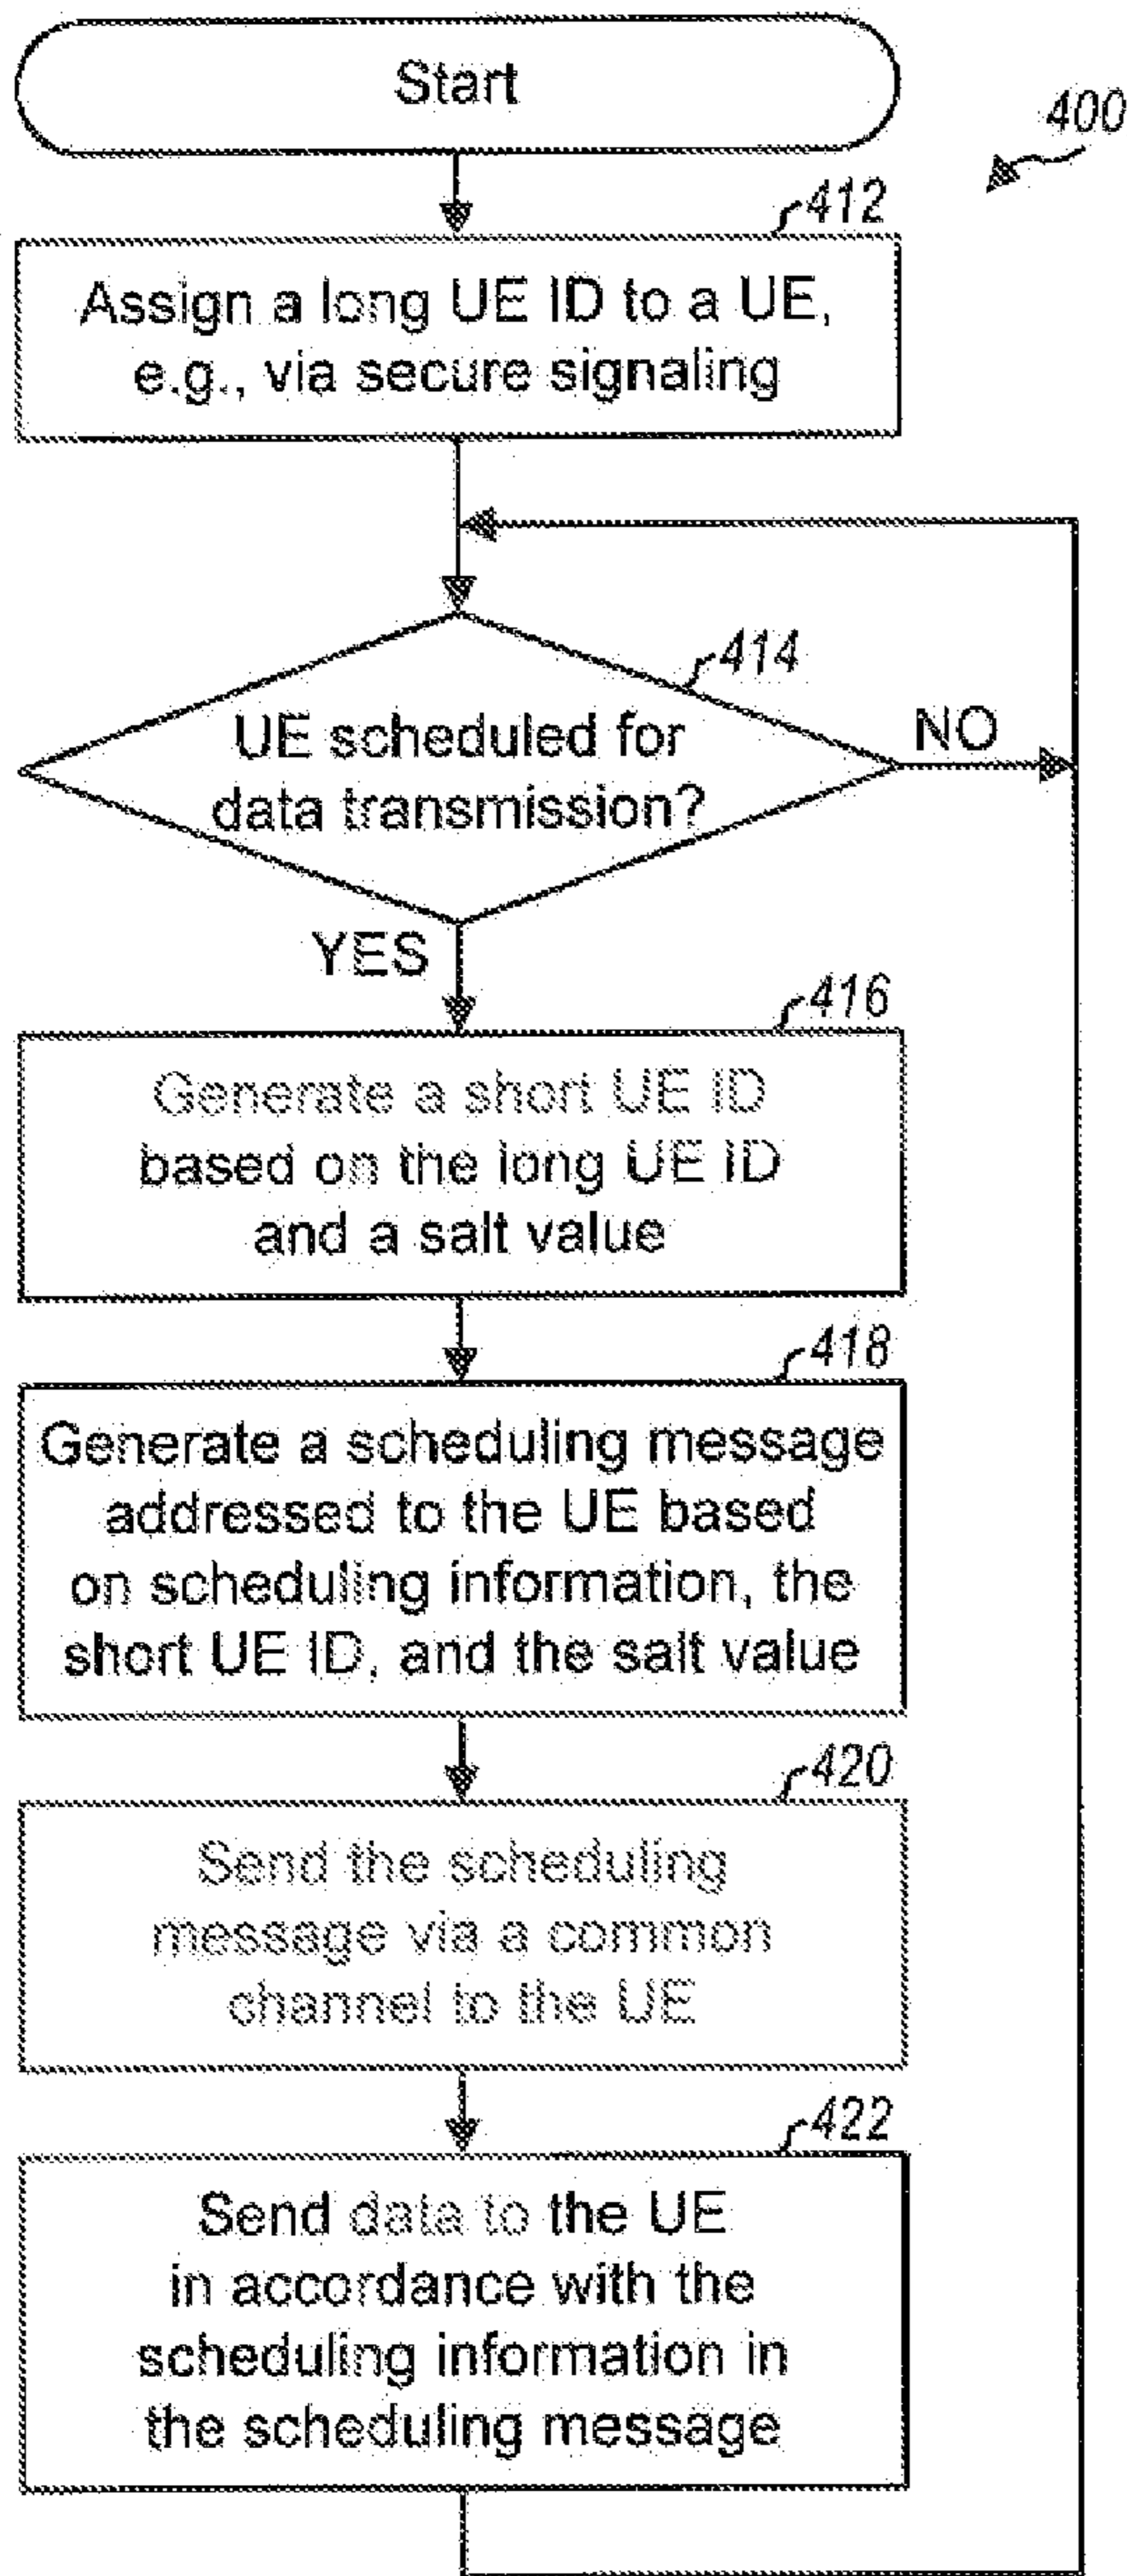 Start
400
412
Assign a long UE ID to a UE,
e.g., via secure signaling
414
UE scheduled for
data transmission?
NO
YES
416
Generate a short UE ID
based on the long UE ID
and a salt value
418
Generate a scheduling message
addressed to the UE based
on scheduling information, the
short UE ID, and the salt value
420
Send the scheduling
message via a common
channel to the UE
422
Send data to the UE
in accordance with the
scheduling information in
the scheduling message